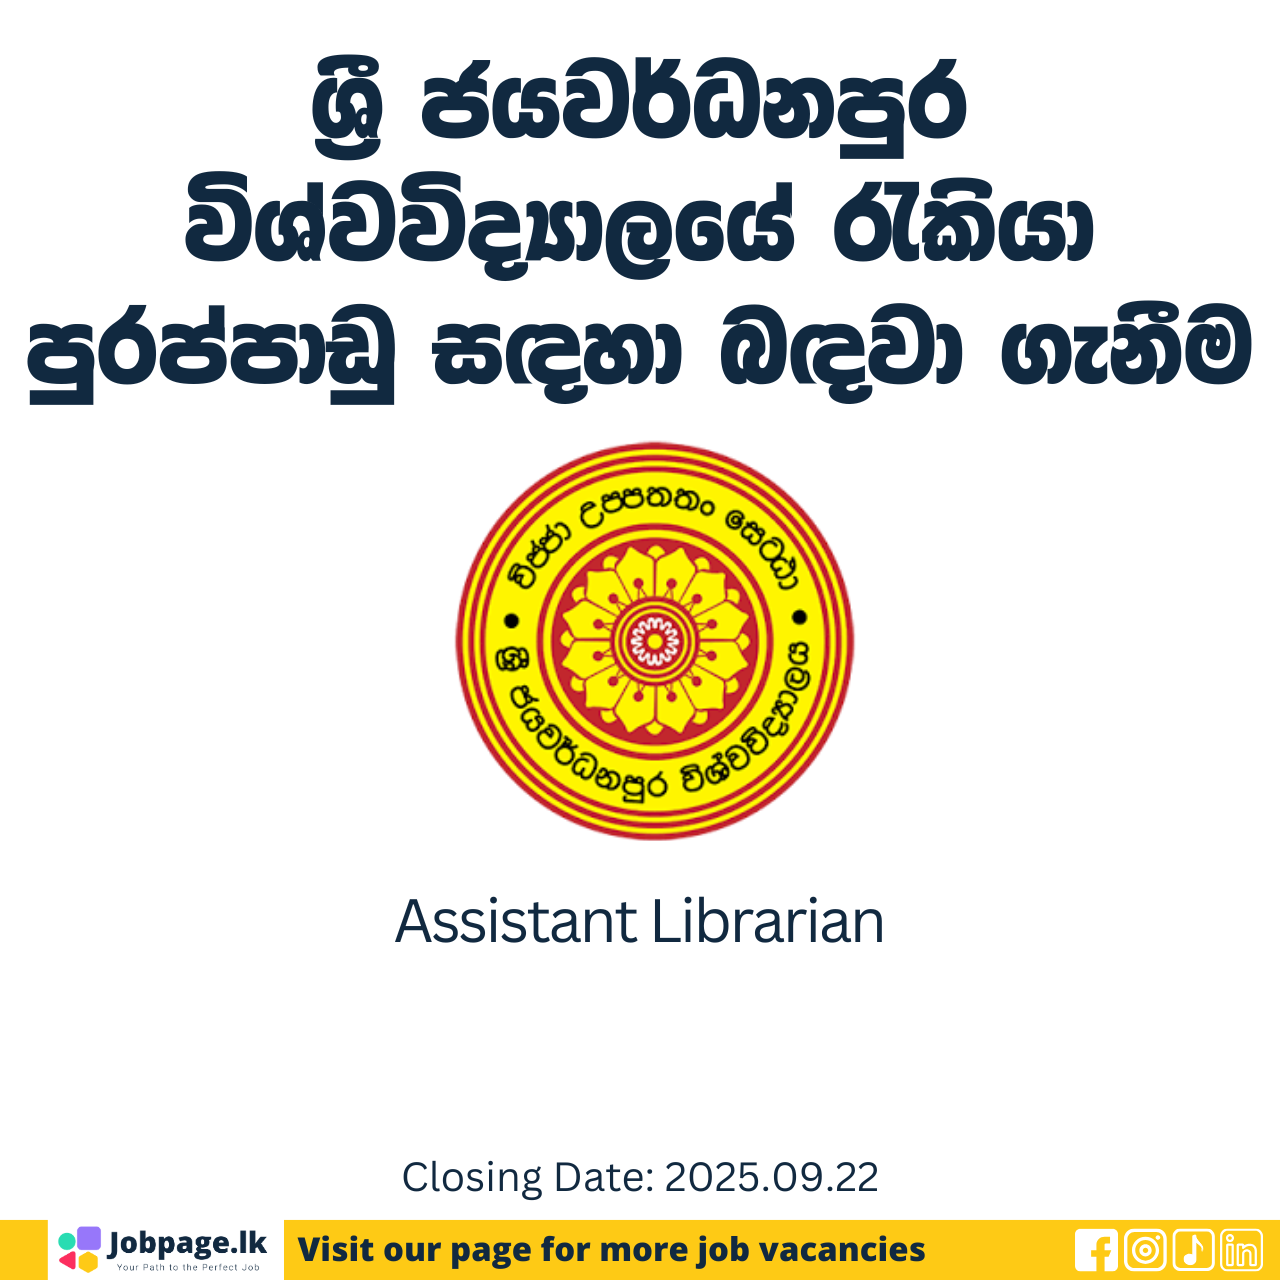 ශ්‍රී ජයවර්ධනපුර
විශ්වවිද්‍යාලයේ රැකියා
පුරප්පාඩු සඳහා බඳවා ගැනීම
විජ්ජා උප්පතතං සෙට්ඨා
ශ්‍රී ජයවර්ධනපුර විශ්වවිද්‍යාලය
Assistant Librarian
Closing Date: 2025.09.22
Jobpage.lk
Your Path to the Perfect Job
Visit our page for more job vacancies